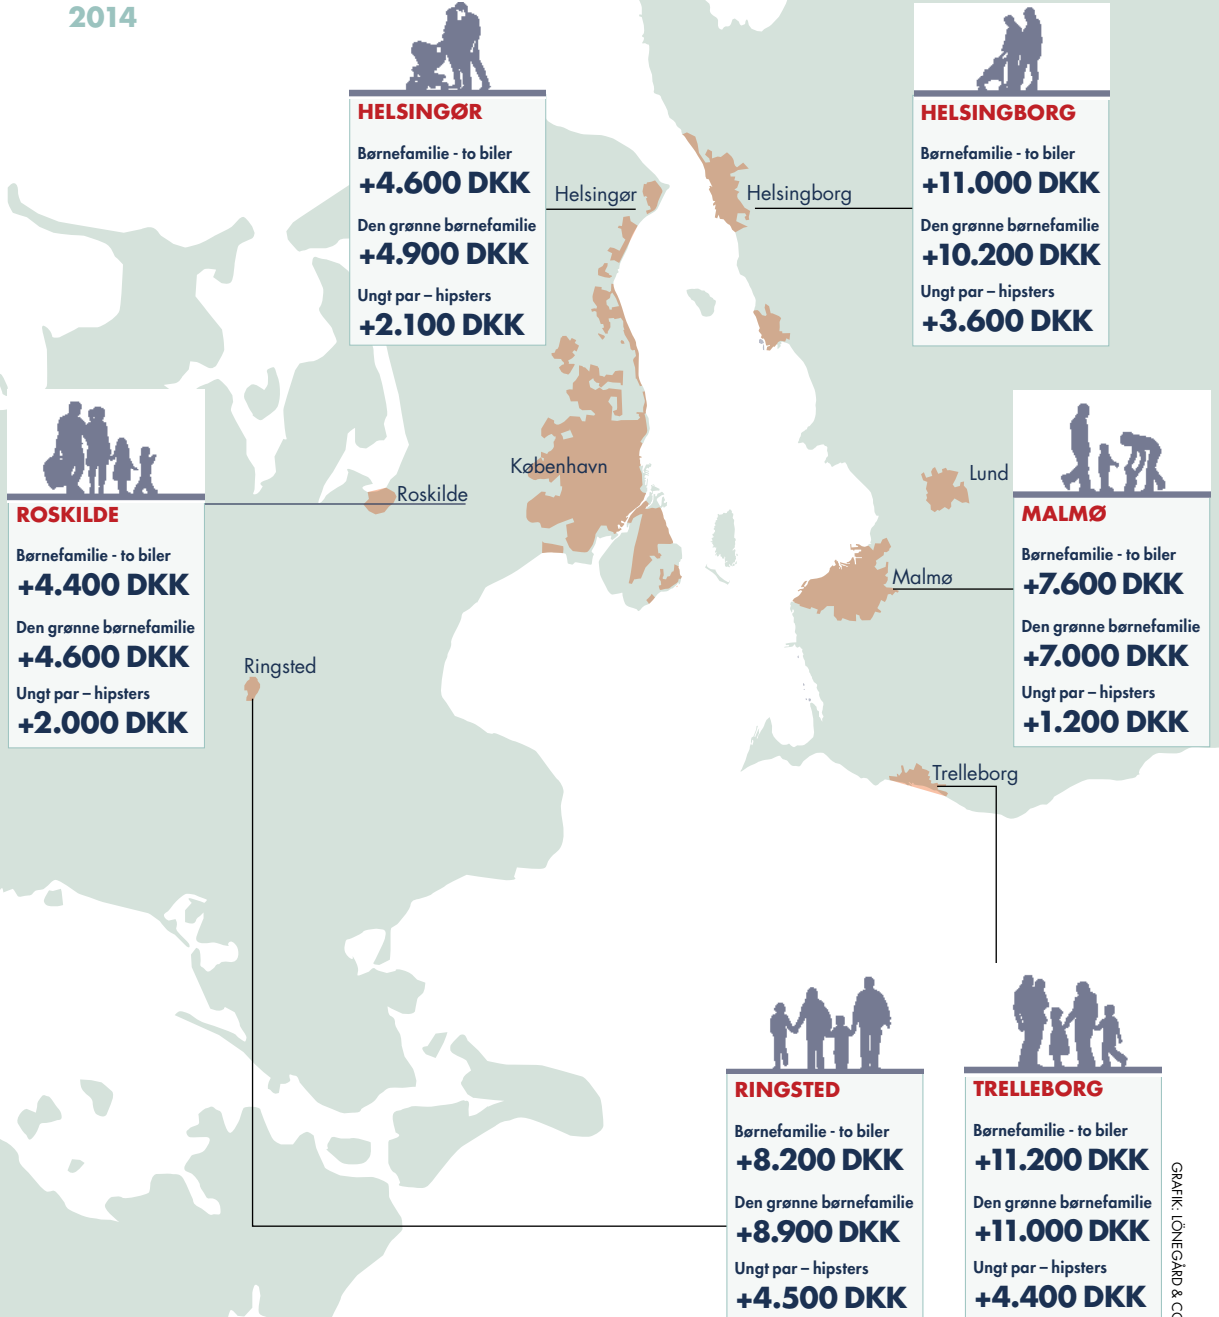 2014
HELSINGØR
Børnefamilie - to biler
+4.600 DKK
Den grønne børnefamilie
+4.900 DKK
Ungt par – hipsters
+2.100 DKK
HELSINGBORG
Børnefamilie - to biler
+11.000 DKK
Den grønne børnefamilie
+10.200 DKK
Ungt par – hipsters
+3.600 DKK
Helsingør
Helsingborg
København
Roskilde
Lund
Malmø
Ringsted
Trelleborg
ROSKILDE
Børnefamilie - to biler
+4.400 DKK
Den grønne børnefamilie
+4.600 DKK
Ungt par – hipsters
+2.000 DKK
MALMØ
Børnefamilie - to biler
+7.600 DKK
Den grønne børnefamilie
+7.000 DKK
Ungt par – hipsters
+1.200 DKK
RINGSTED
Børnefamilie - to biler
+8.200 DKK
Den grønne børnefamilie
+8.900 DKK
Ungt par – hipsters
+4.500 DKK
TRELLEBORG
Børnefamilie - to biler
+11.200 DKK
Den grønne børnefamilie
+11.000 DKK
Ungt par – hipsters
+4.400 DKK
GRAFIK: LÖNEGÅRD &